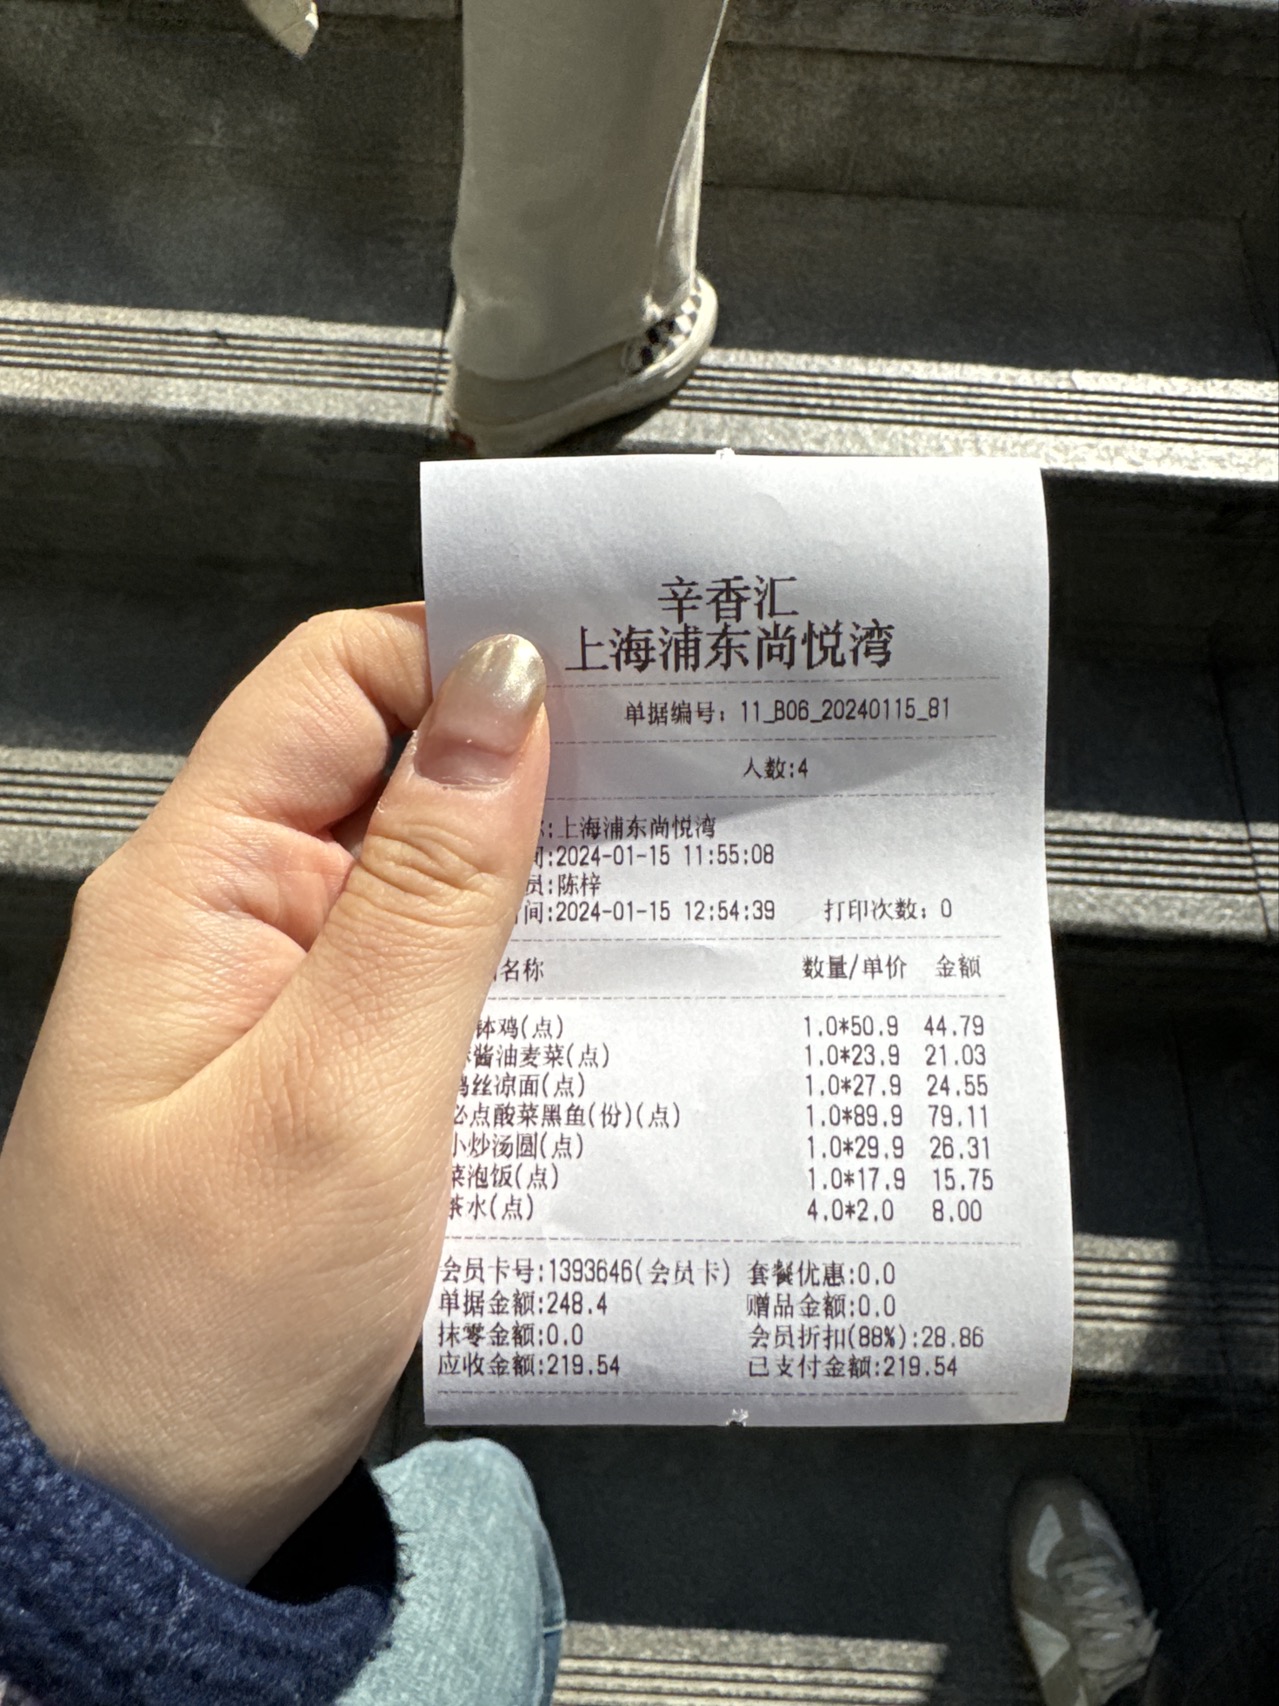 辛香汇
上海浦东尚悦湾
单据编号: 11_B06_20240115_81
人数:4
:上海浦东尚悦湾
间:2024-01-15 11:55:08
员:陈梓
时间:2024-01-15 12:54:39 打印次数: 0
名称 数量/单价 金额
钵鸡(点) 1.0*50.9 44.79
酱油麦菜(点) 1.0*23.9 21.03
鸡丝凉面(点) 1.0*27.9 24.55
必点酸菜黑鱼(份)(点) 1.0*89.9 79.11
小炒汤圆(点) 1.0*29.9 26.31
菜泡饭(点) 1.0*17.9 15.75
茶水(点) 4.0*2.0 8.00
会员卡号:1393646(会员卡) 套餐优惠:0.0
单据金额:248.4 赠品金额:0.0
抹零金额:0.0 会员折扣(88%):28.86
应收金额:219.54 已支付金额:219.54